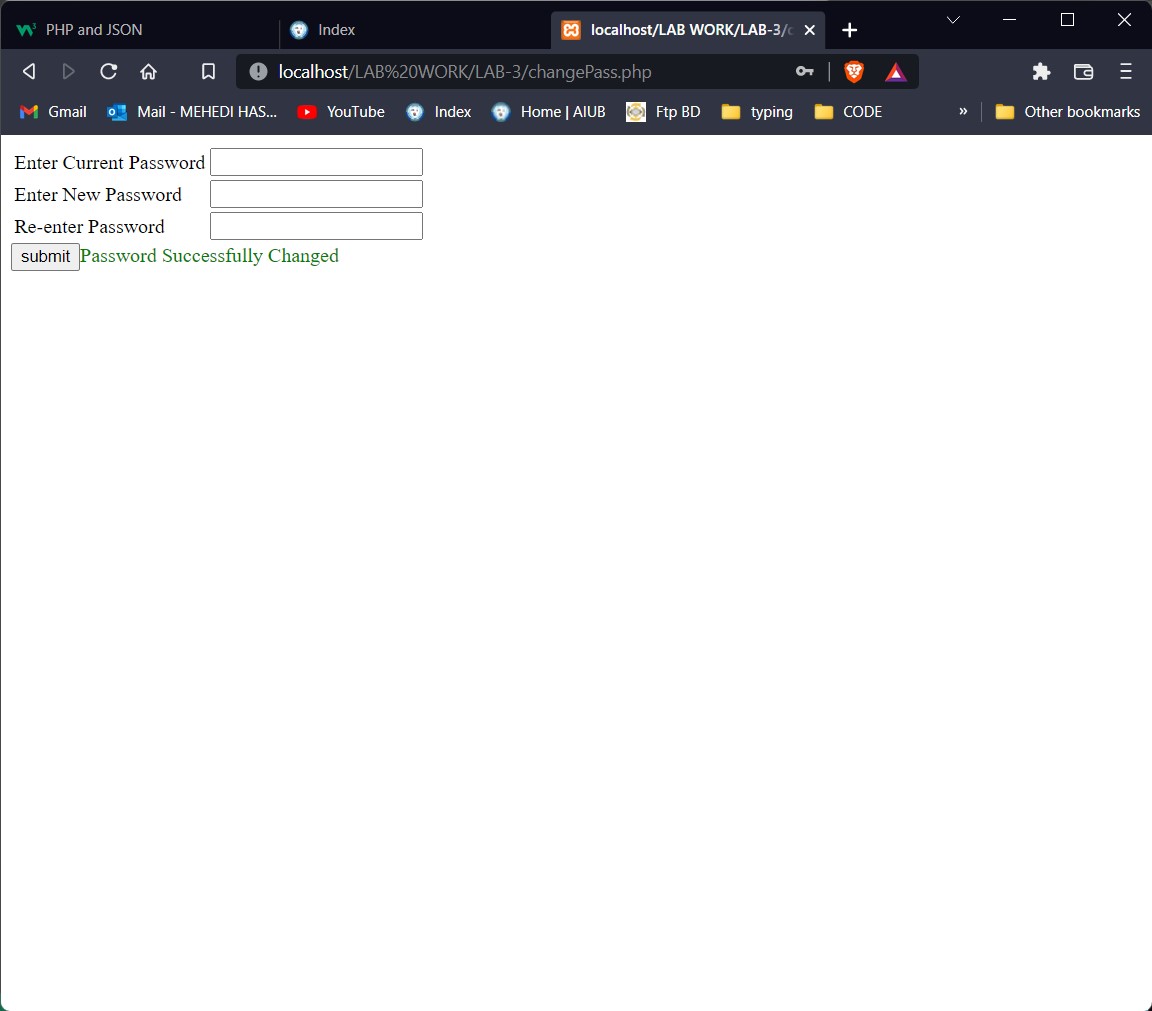 PHP and JSON
Index
localhost/LAB WORK/LAB-3/c
localhost/LAB%20WORK/LAB-3/changePass.php
Gmail
Mail - MEHEDI HAS...
YouTube
Index
Home | AIUB
Ftp BD
typing
CODE
»
Other bookmarks
Enter Current Password
Enter New Password
Re-enter Password
submit Password Successfully Changed